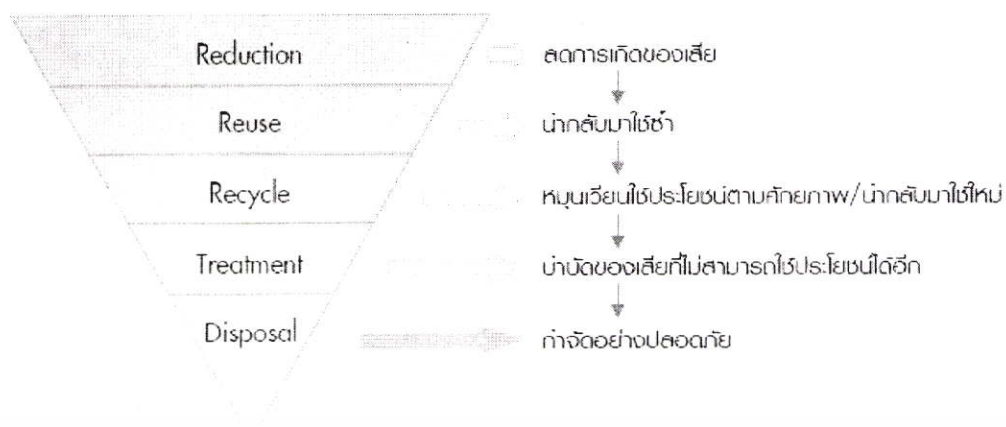 Reduction ลดการเกิดของเสีย
Reuse นำกลับมาใช้ซ้ำ
Recycle หมุนเวียนใช้ประโยชน์ตามศักยภาพ/นำกลับมาใช้ใหม่
Treatment บำบัดของเสียที่ไม่สามารถใช้ประโยชน์ได้อีก
Disposal กำจัดอย่างปลอดภัย